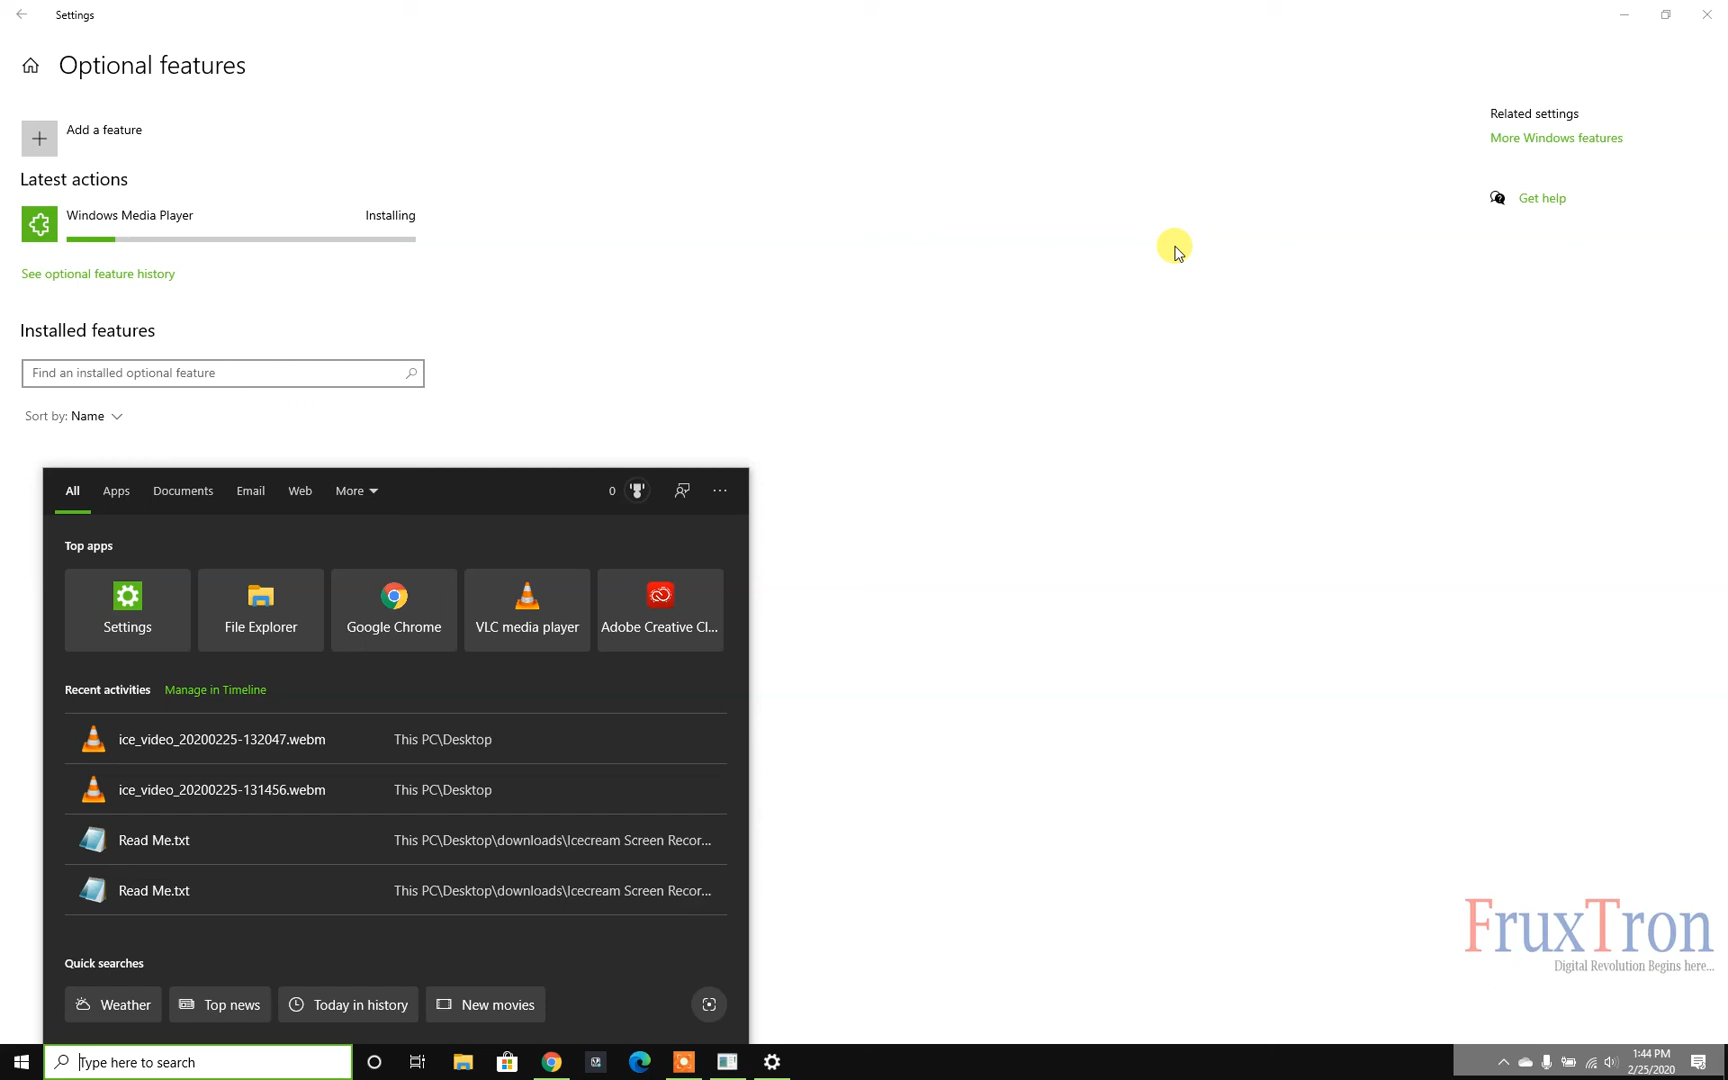 Settings
Optional features
Add a feature
Latest actions
Windows Media Player Installing
See optional feature history
Installed features
Find an installed optional feature
Sort by: Name
Related settings
More Windows features
Get help
All Apps Documents Email Web More 0
Top apps
Settings File Explorer Google Chrome VLC media player Adobe Creative Cl...
Recent activities Manage in Timeline
ice_video_20200225-132047.webm This PC\Desktop
ice_video_20200225-131456.webm This PC\Desktop
Read Me.txt This PC\Desktop\downloads\Icecream Screen Recor...
Read Me.txt This PC\Desktop\downloads\Icecream Screen Recor...
Quick searches
Weather Top news Today in history New movies
FruxTron
Digital Revolution Begins here...
Type here to search
1:44 PM
2/25/2020